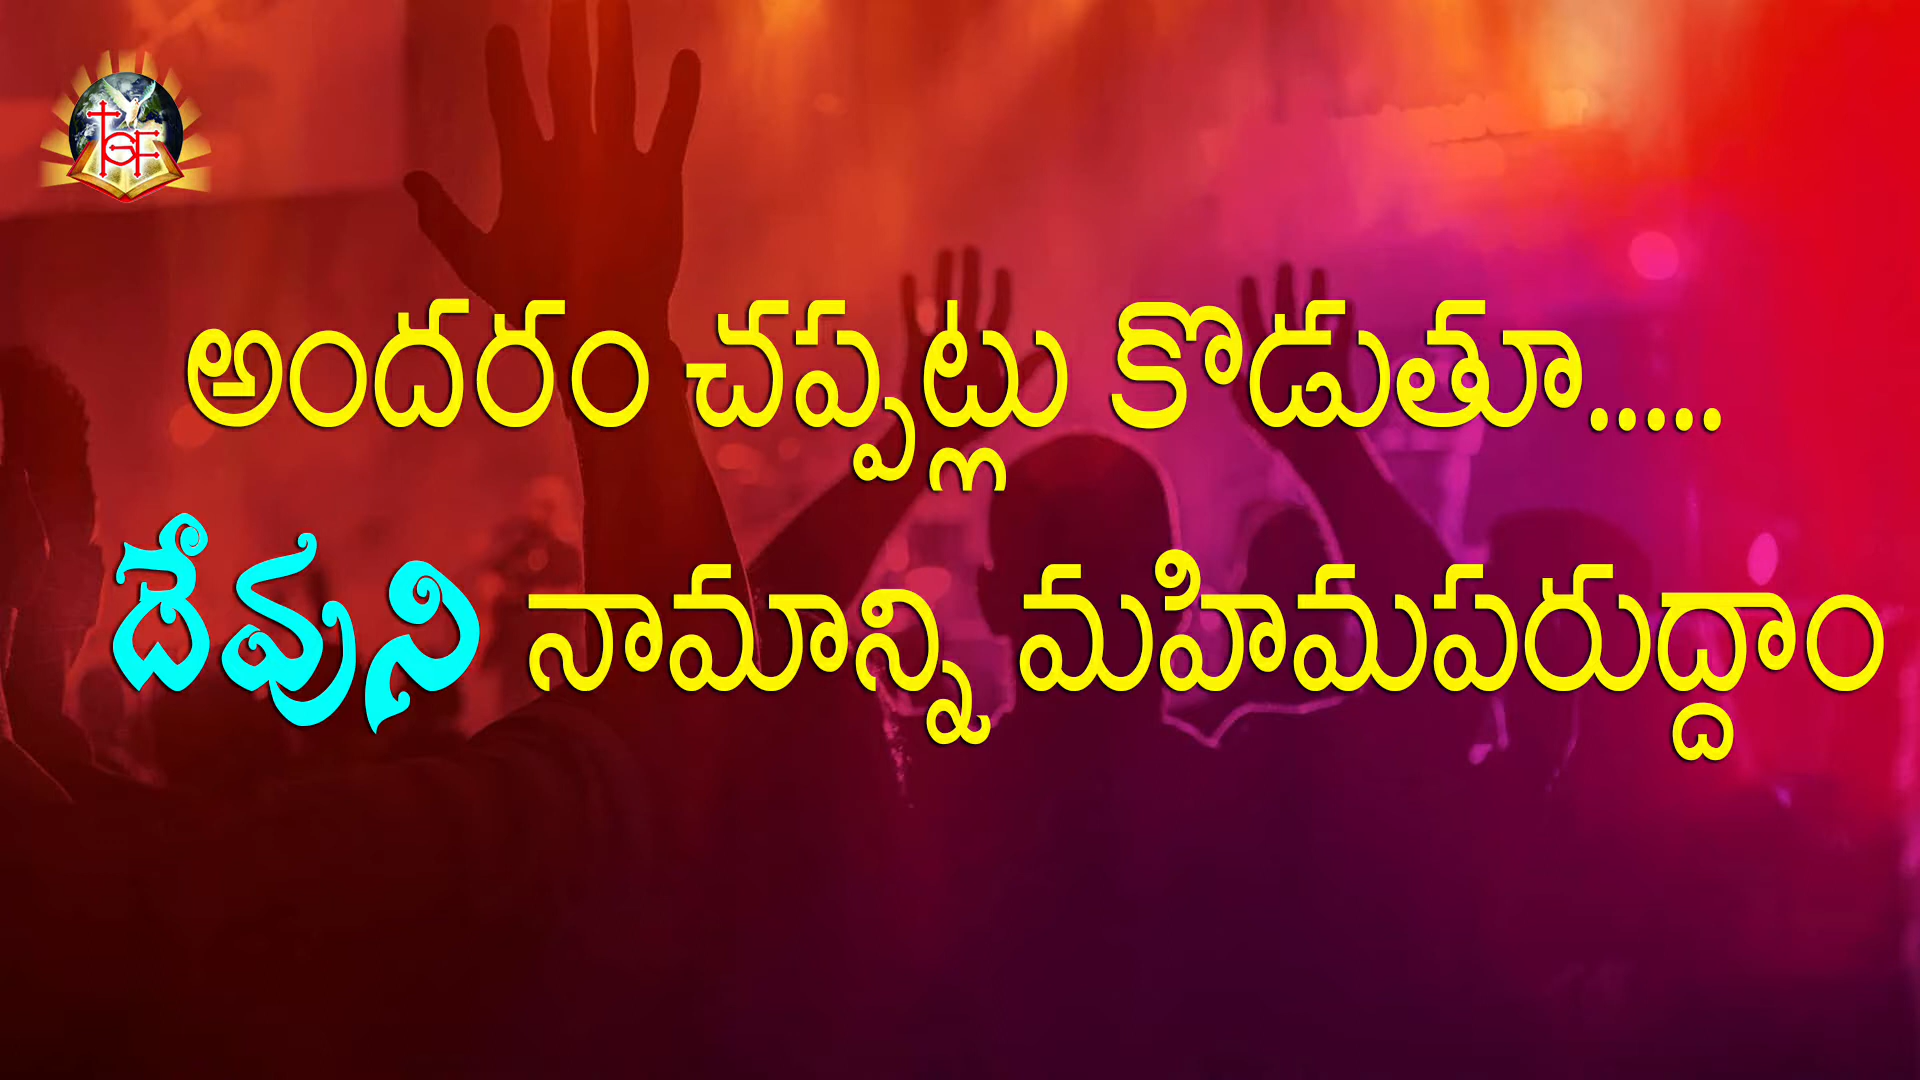 అందరం చప్పట్లు కొడుతూ.....
దేవుని నామాన్ని మహిమపరుద్దాం